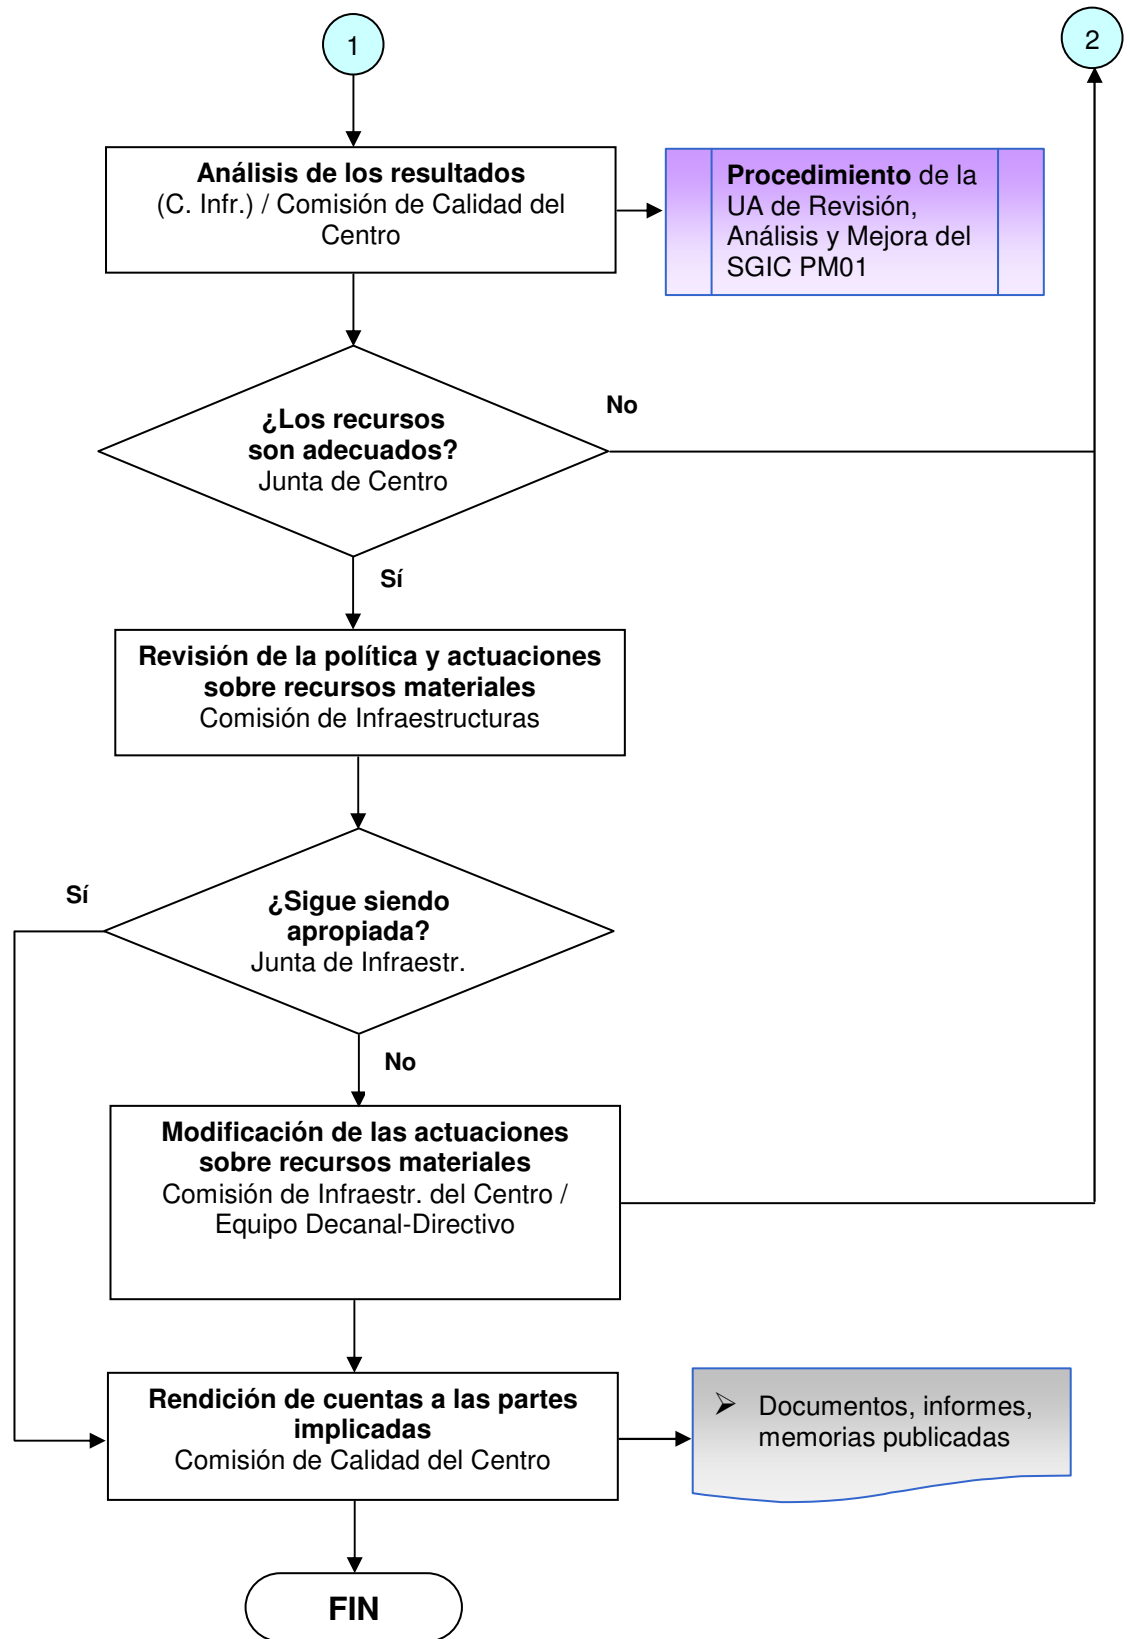 1
2
Análisis de los resultados
(C. Infr.) / Comisión de Calidad del
Centro
Procedimiento de la
UA de Revisión,
Análisis y Mejora del
SGIC PM01
¿Los recursos
son adecuados?
Junta de Centro
No
Sí
Revisión de la política y actuaciones
sobre recursos materiales
Comisión de Infraestructuras
Sí
¿Sigue siendo
apropiada?
Junta de Infraestr.
No
Modificación de las actuaciones
sobre recursos materiales
Comisión de Infraestr. del Centro /
Equipo Decanal-Directivo
Rendición de cuentas a las partes
implicadas
Comisión de Calidad del Centro
➢ Documentos, informes,
memorias publicadas
FIN